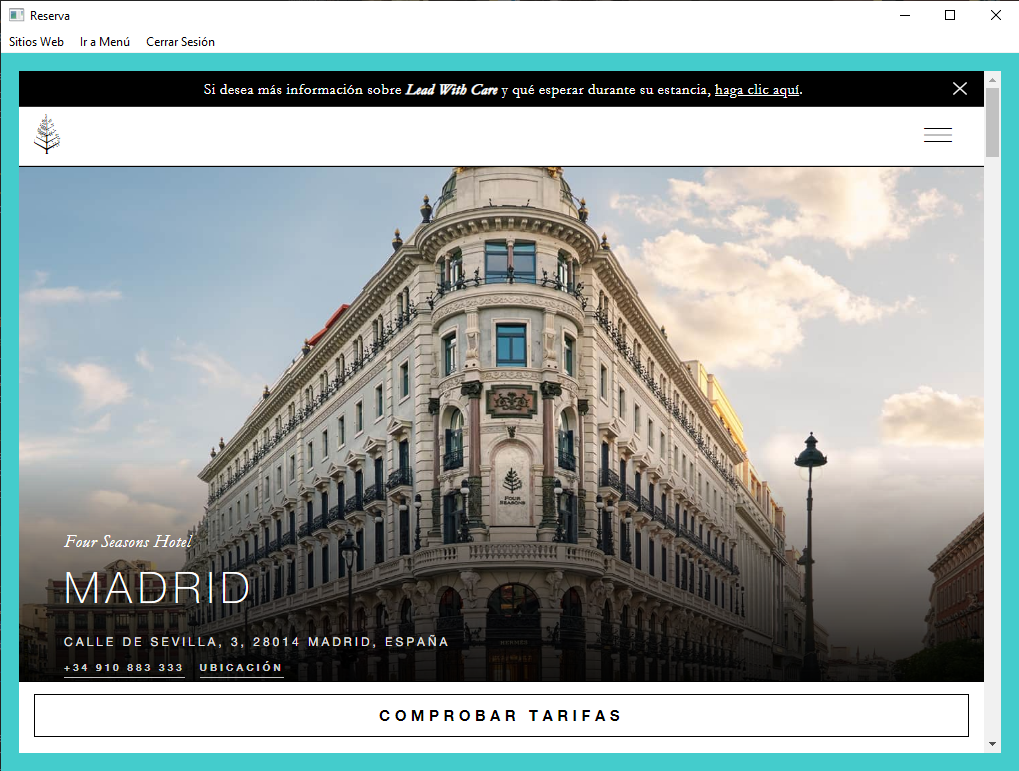 Reserva
Sitios Web Ir a Menú Cerrar Sesión
Si desea más información sobre Lead With Care y qué esperar durante su estancia, haga clic aquí.
FOUR SEASONS
Four Seasons Hotel
MADRID
HERMES
CALLE DE SEVILLA, 3, 28014 MADRID, ESPAÑA
+34 910 883 333 UBICACIÓN
COMPROBAR TARIFAS